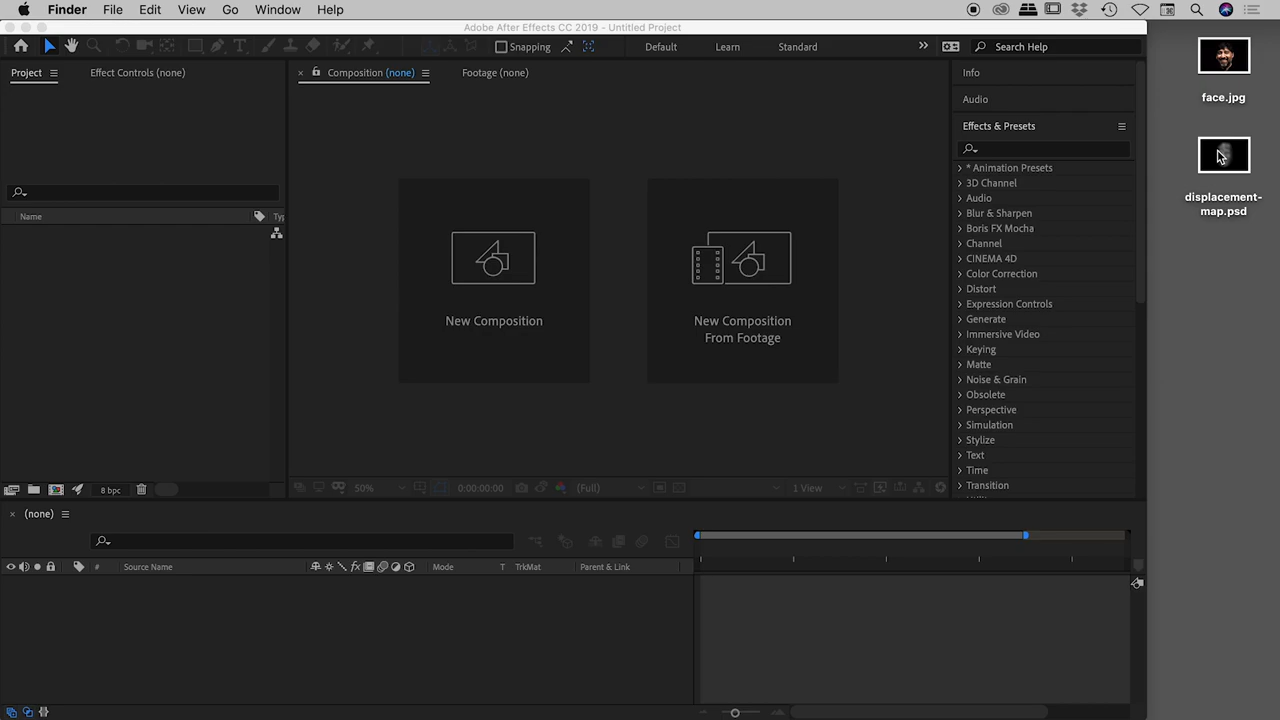 Finder File Edit View Go Window Help
Adobe After Effects CC 2019 - Untitled Project
Snapping Default Learn Standard Search Help
Project Effect Controls (none) Composition (none) Footage (none) Info
Audio
face.jpg
Effects & Presets
* Animation Presets
3D Channel
Audio
displacement-
map.psd
Name Typ
Blur & Sharpen
Boris FX Mocha
Channel
CINEMA 4D
Color Correction
Distort
Expression Controls
New Composition
New Composition
From Footage
Generate
Immersive Video
Keying
Matte
Noise & Grain
Obsolete
Perspective
Simulation
Stylize
Text
Time
Transition
8 bpc 50% 0:00:00:00 (Full) 1 View
(none)
# Source Name Mode T TrkMat Parent & Link